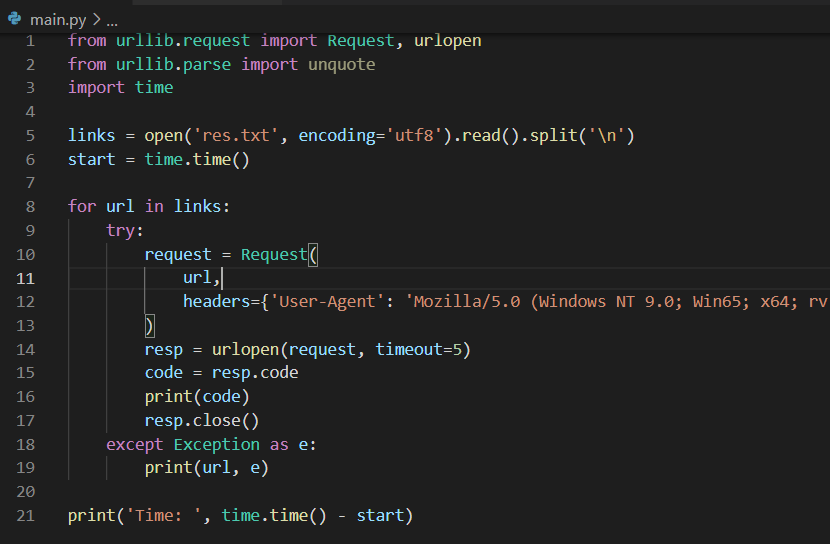 main.py > ...
1 from urllib.request import Request, urlopen
2 from urllib.parse import unquote
3 import time
4
5 links = open('res.txt', encoding='utf8').read().split('\n')
6 start = time.time()
7
8 for url in links:
9     try:
10         request = Request(
11             url,
12             headers={'User-Agent': 'Mozilla/5.0 (Windows NT 9.0; Win65; x64; rv
13         )
14         resp = urlopen(request, timeout=5)
15         code = resp.code
16         print(code)
17         resp.close()
18     except Exception as e:
19         print(url, e)
20
21 print('Time: ', time.time() - start)